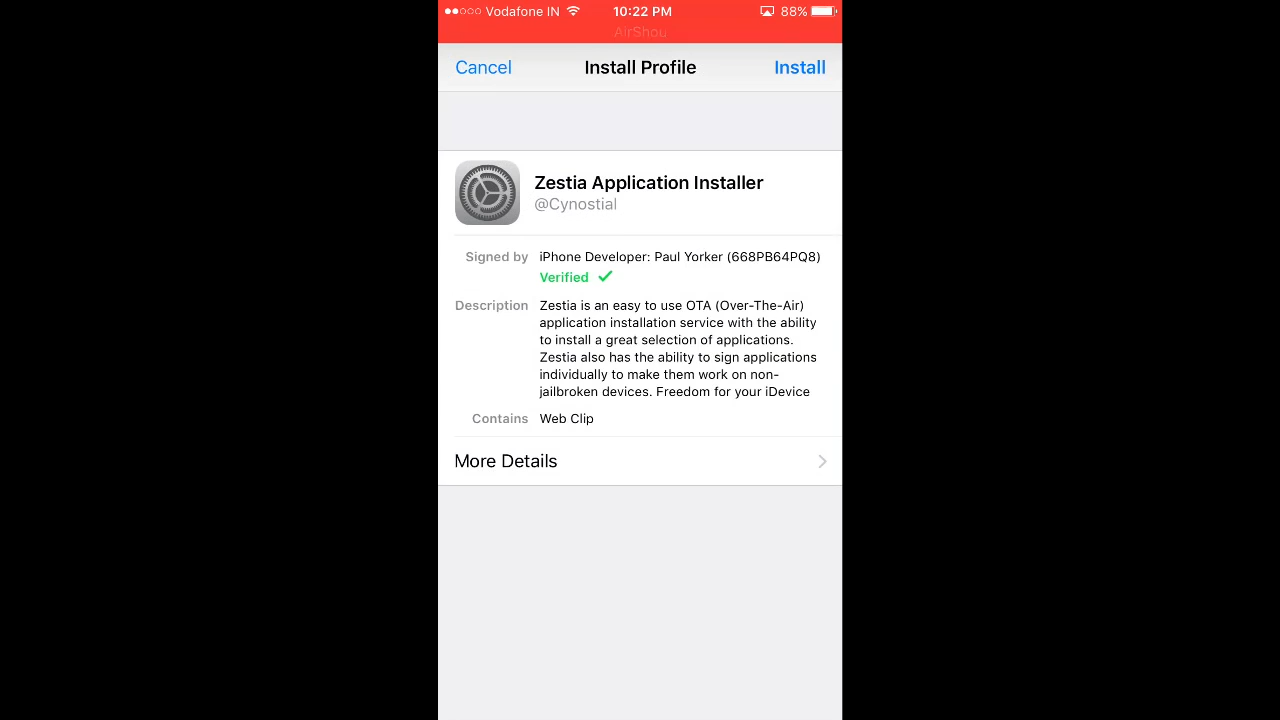 Vodafone IN 10:22 PM 88%
AirShou
Cancel Install Profile Install
Zestia Application Installer
@Cynostial
Signed by iPhone Developer: Paul Yorker (668PB64PQ8)
Verified
Description Zestia is an easy to use OTA (Over-The-Air)
application installation service with the ability
to install a great selection of applications.
Zestia also has the ability to sign applications
individually to make them work on non-
jailbroken devices. Freedom for your iDevice
Contains Web Clip
More Details